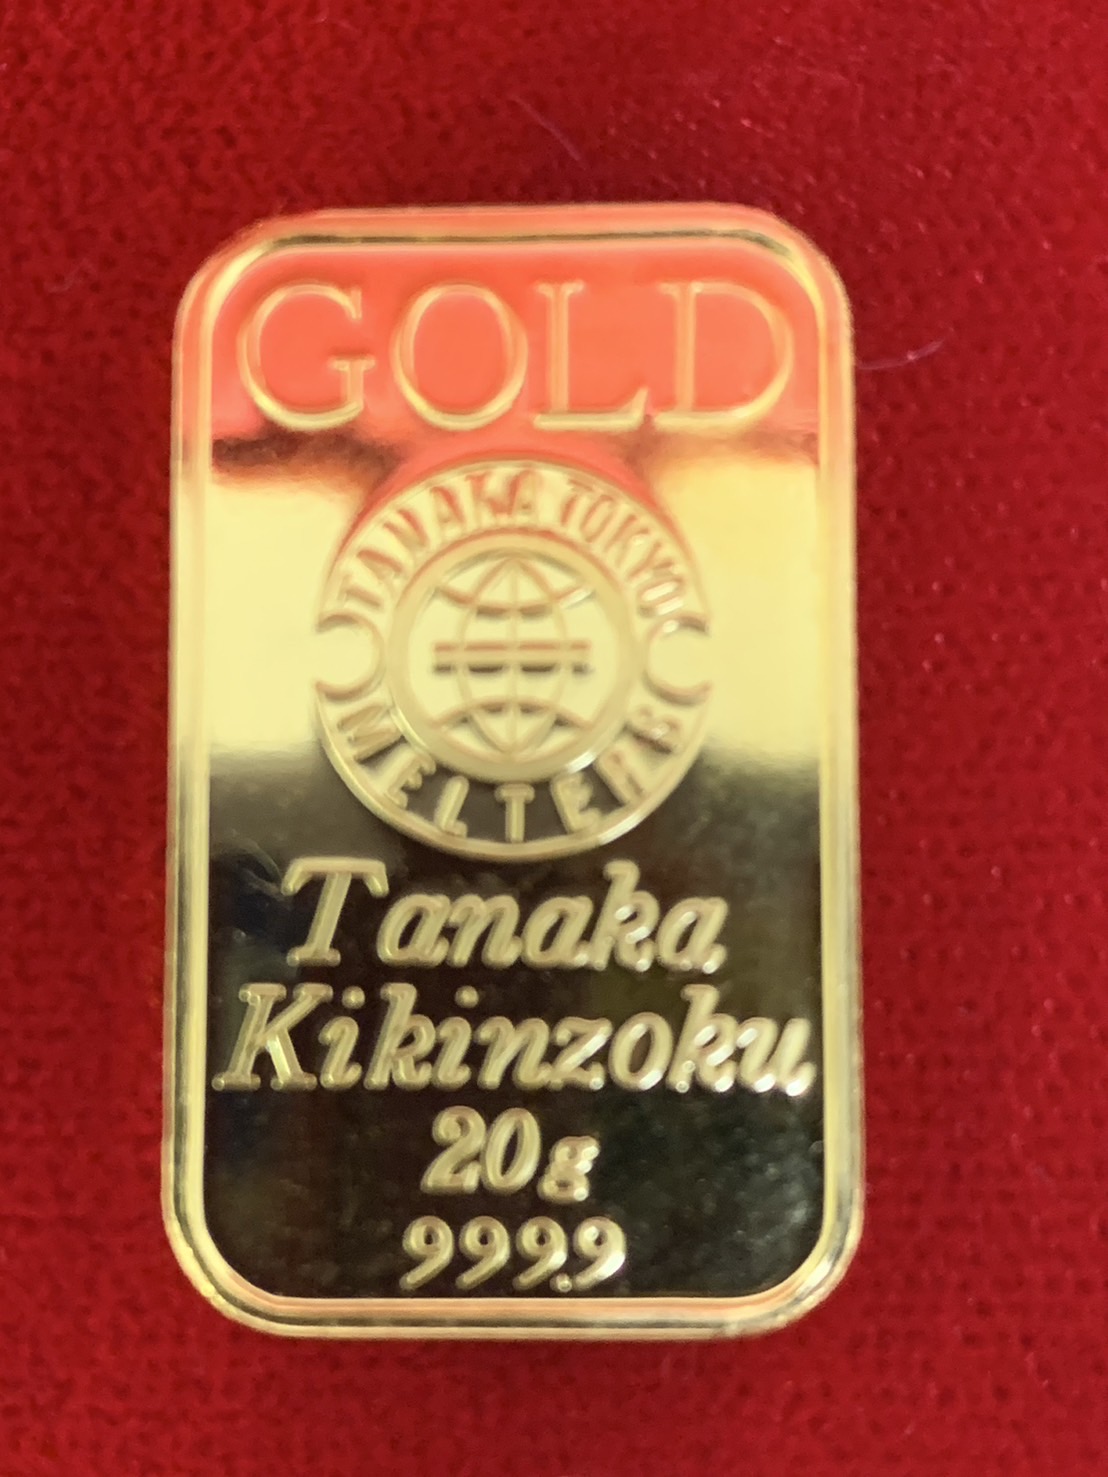 GOLD
TANAKA TOKYO
MELTERS
Tanaka
Kikinzoku
20g
999.9